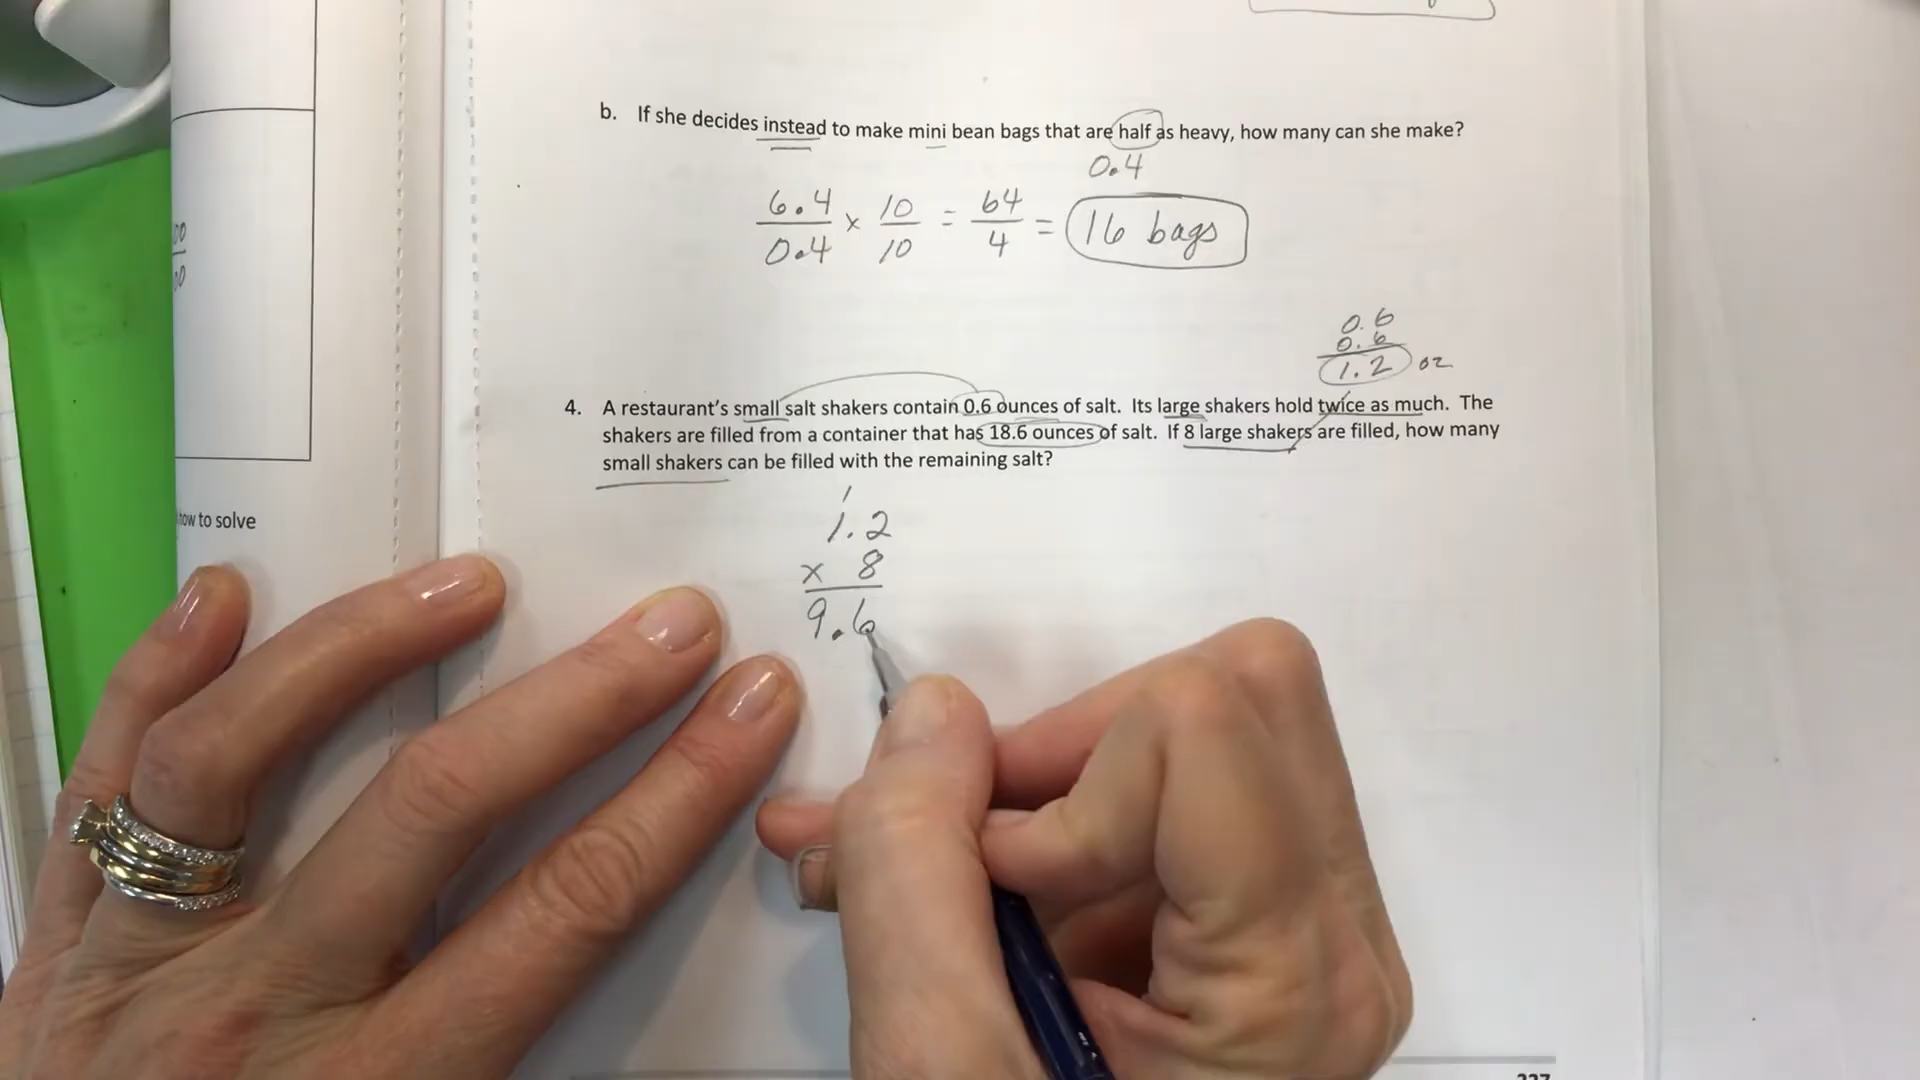 b. If she decides instead to make mini bean bags that are half as heavy, how many can she make?
0.4
6.4/0.4 x 10/10 = 64/4 = 16 bags
0.6
0.6
1.2 oz
4. A restaurant's small salt shakers contain 0.6 ounces of salt. Its large shakers hold twice as much. The
shakers are filled from a container that has 18.6 ounces of salt. If 8 large shakers are filled, how many
small shakers can be filled with the remaining salt?
how to solve
1
1.2
x 8
9.6